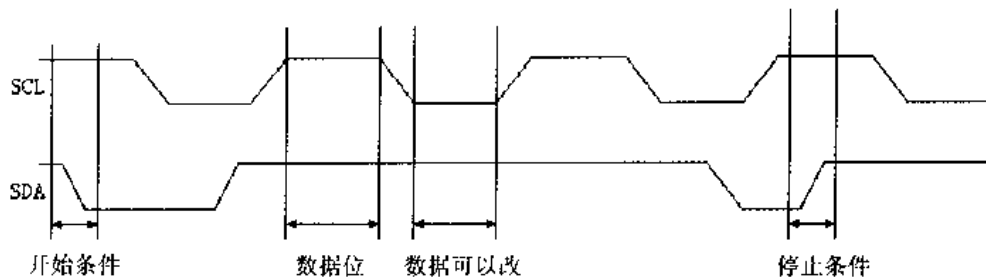 SCL
SDA
开始条件
数据位
数据可以改
停止条件